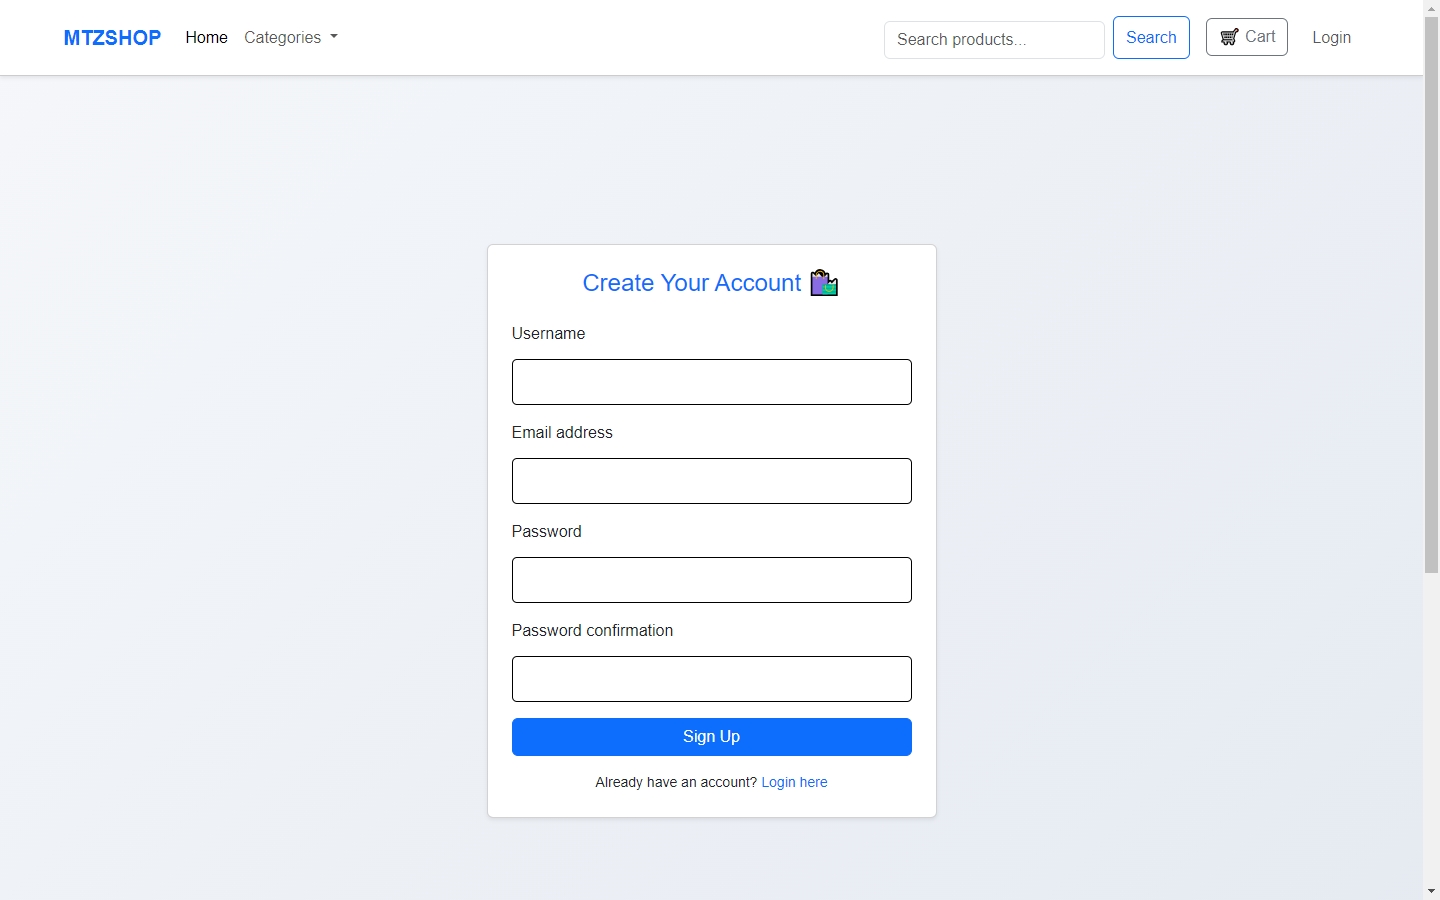 MTZSHOP Home Categories Search products... Search Cart Login
Create Your Account
Username
Email address
Password
Password confirmation
Sign Up
Already have an account? Login here